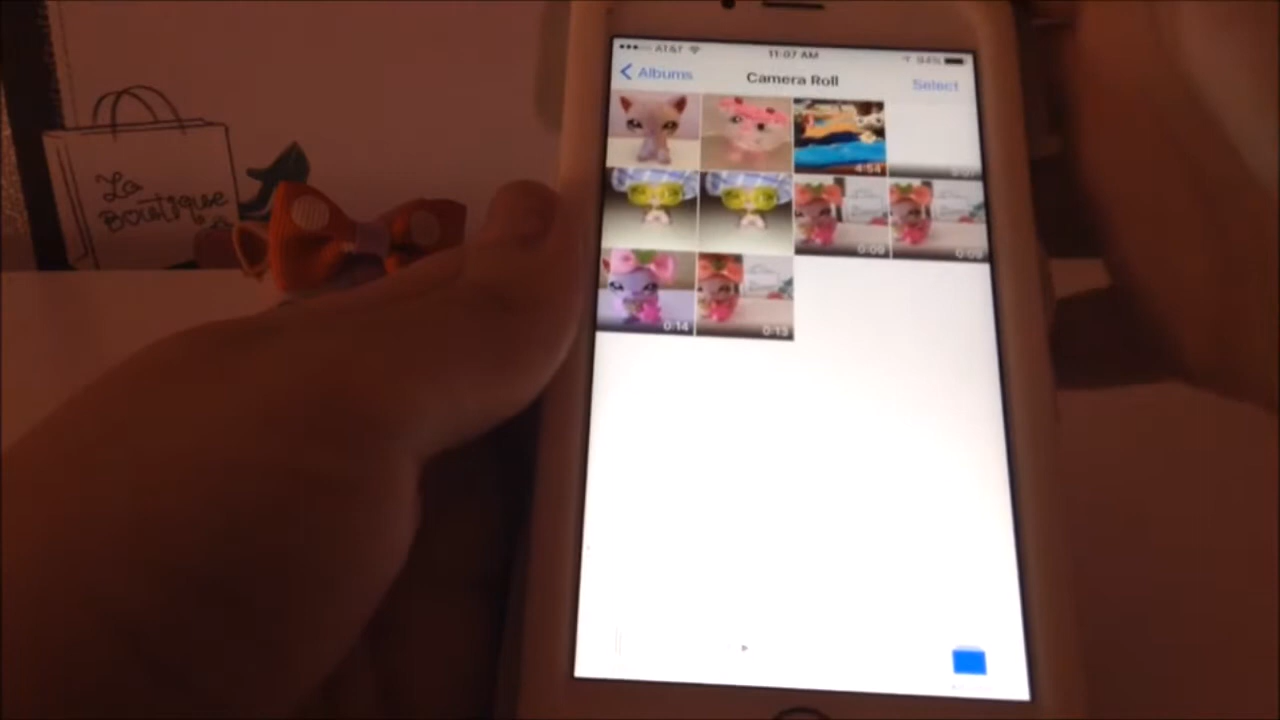 AT&T 11:07 AM 94%
Albums Camera Roll Select
La
BOutique
4:54
0:09 0:09
0:14 0:13